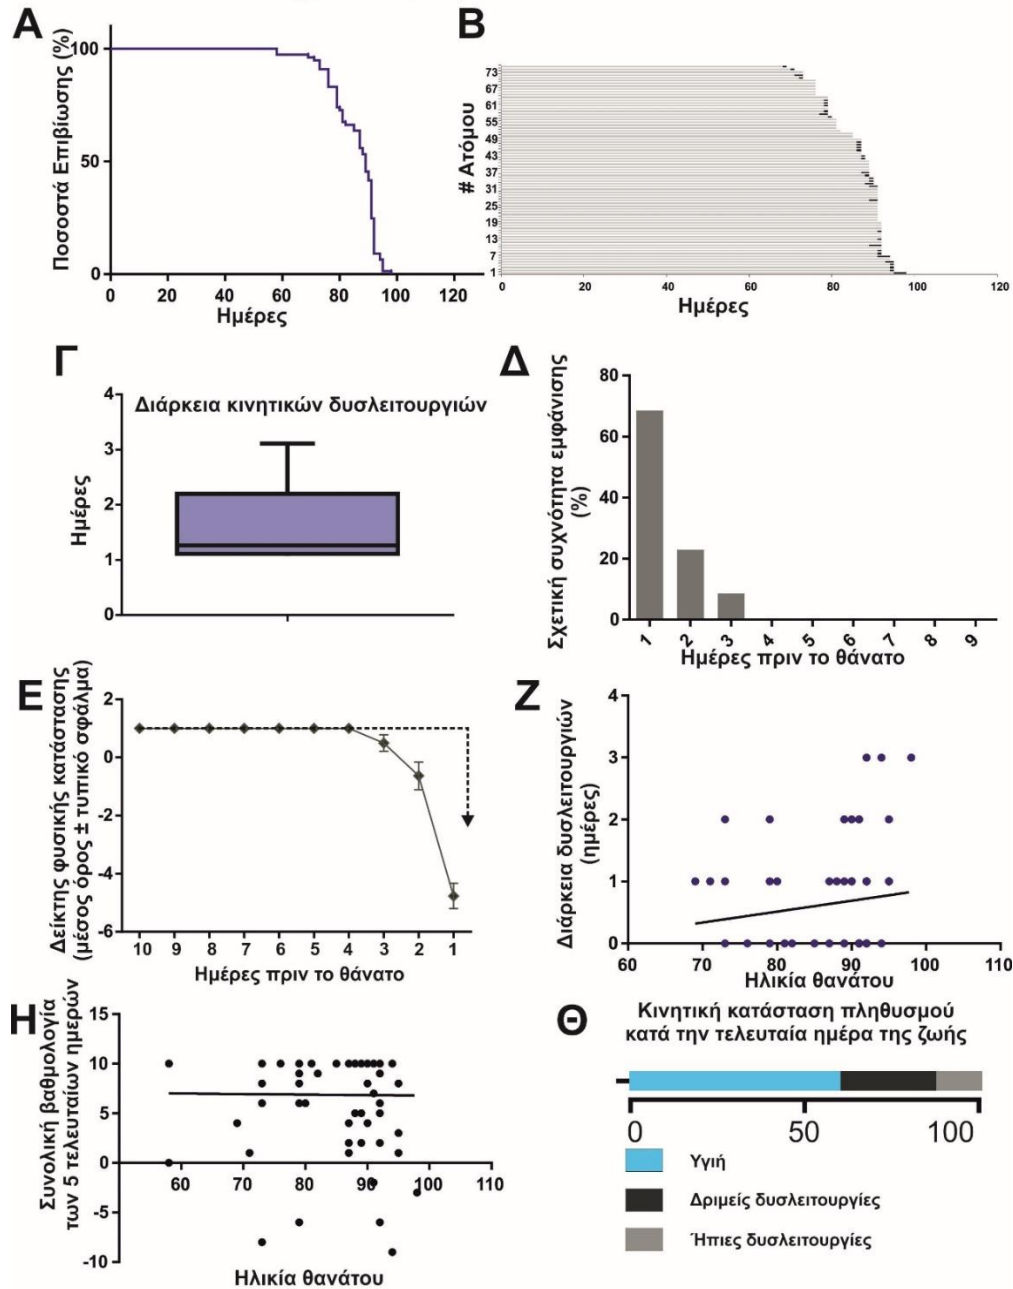 Α
Ποσοστά Επιβίωσης (%)
100
50
0
0 20 40 60 80 100 120
Ημέρες
Β
# Ατόμου
73
67
61
55
49
43
37
31
25
19
13
7
1
0 20 40 60 80 100 120
Ημέρες
Γ
Διάρκεια κινητικών δυσλειτουργιών
Ημέρες
4
3
2
1
0
Δ
Σχετική συχνότητα εμφάνισης
(%)
80
60
40
20
0
1 2 3 4 5 6 7 8 9
Ημέρες πριν το θάνατο
Ε
Δείκτης φυσικής κατάστασης
(μέσος όρος ± τυπικό σφάλμα)
2
0
-2
-4
-6
10 9 8 7 6 5 4 3 2 1
Ημέρες πριν το θάνατο
Ζ
Διάρκεια δυσλειτουργιών
(ημέρες)
4
3
2
1
0
60 70 80 90 100 110
Ηλικία θανάτου
Η
Συνολική βαθμολογία
των 5 τελευταίων ημερών
15
10
5
0
-5
-10
60 70 80 90 100 110
Ηλικία θανάτου
Θ
Κινητική κατάσταση πληθυσμού
κατά την τελευταία ημέρα της ζωής
0 50 100
Υγιή
Δριμείς δυσλειτουργίες
Ήπιες δυσλειτουργίες